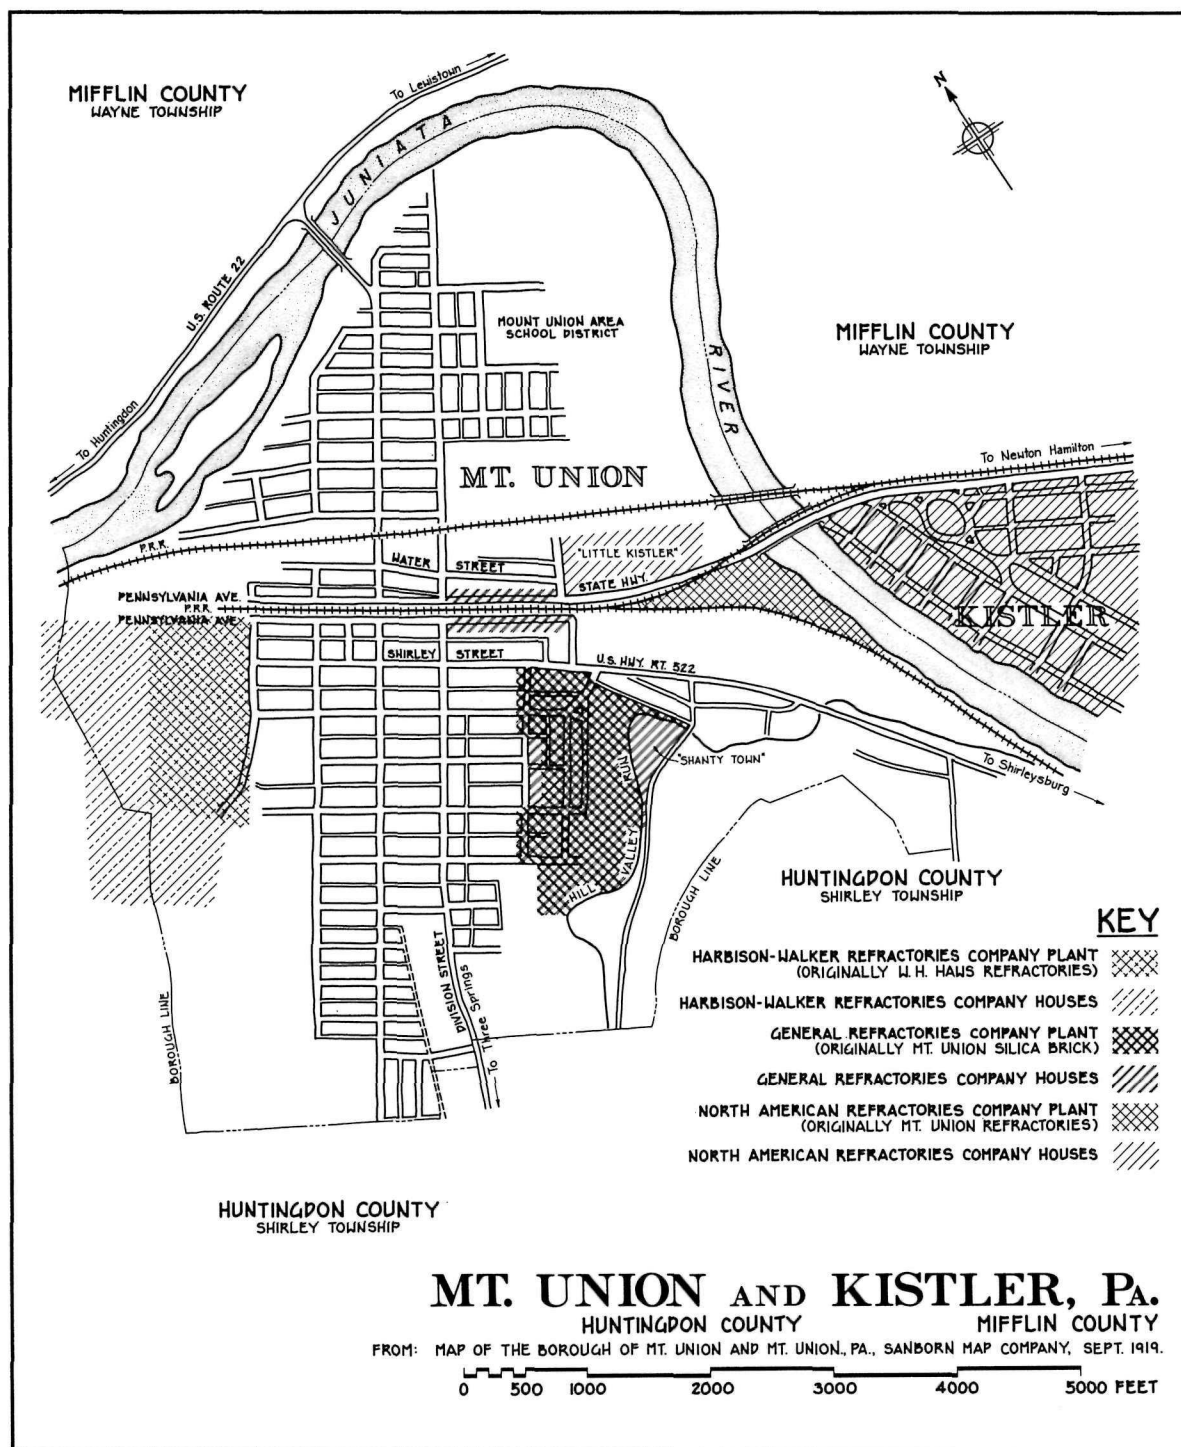 MIFFLIN COUNTY
WAYNE TOWNSHIP
To Lewistown
N
JUNIATA
U.S. ROUTE 22
MOUNT UNION AREA
SCHOOL DISTRICT
MIFFLIN COUNTY
WAYNE TOWNSHIP
RIVER
To Huntingdon
To Newton Hamilton
MT. UNION
P.R.R.
"LITTLE KISTLER"
WATER STREET
STATE HWY.
PENNSYLVANIA AVE.
P.R.R.
PENNSYLVANIA AVE.
KISTLER
SHIRLEY STREET
U.S. HWY. RT. 522
"SHANTY TOWN"
To Shirleysburg
HILL VALLEY RUN
BOROUGH LINE
HUNTINGDON COUNTY
SHIRLEY TOWNSHIP
DIVISION STREET
To Three Springs
BOROUGH LINE
KEY
HARBISON-WALKER REFRACTORIES COMPANY PLANT
(ORIGINALLY W. H. HAWS REFRACTORIES)
HARBISON-WALKER REFRACTORIES COMPANY HOUSES
GENERAL REFRACTORIES COMPANY PLANT
(ORIGINALLY MT. UNION SILICA BRICK)
GENERAL REFRACTORIES COMPANY HOUSES
NORTH AMERICAN REFRACTORIES COMPANY PLANT
(ORIGINALLY MT. UNION REFRACTORIES)
NORTH AMERICAN REFRACTORIES COMPANY HOUSES
HUNTINGDON COUNTY
SHIRLEY TOWNSHIP
MT. UNION AND KISTLER, PA.
HUNTINGDON COUNTY MIFFLIN COUNTY
FROM: MAP OF THE BOROUGH OF MT. UNION AND MT. UNION., PA., SANBORN MAP COMPANY, SEPT. 1919.
0 500 1000 2000 3000 4000 5000 FEET